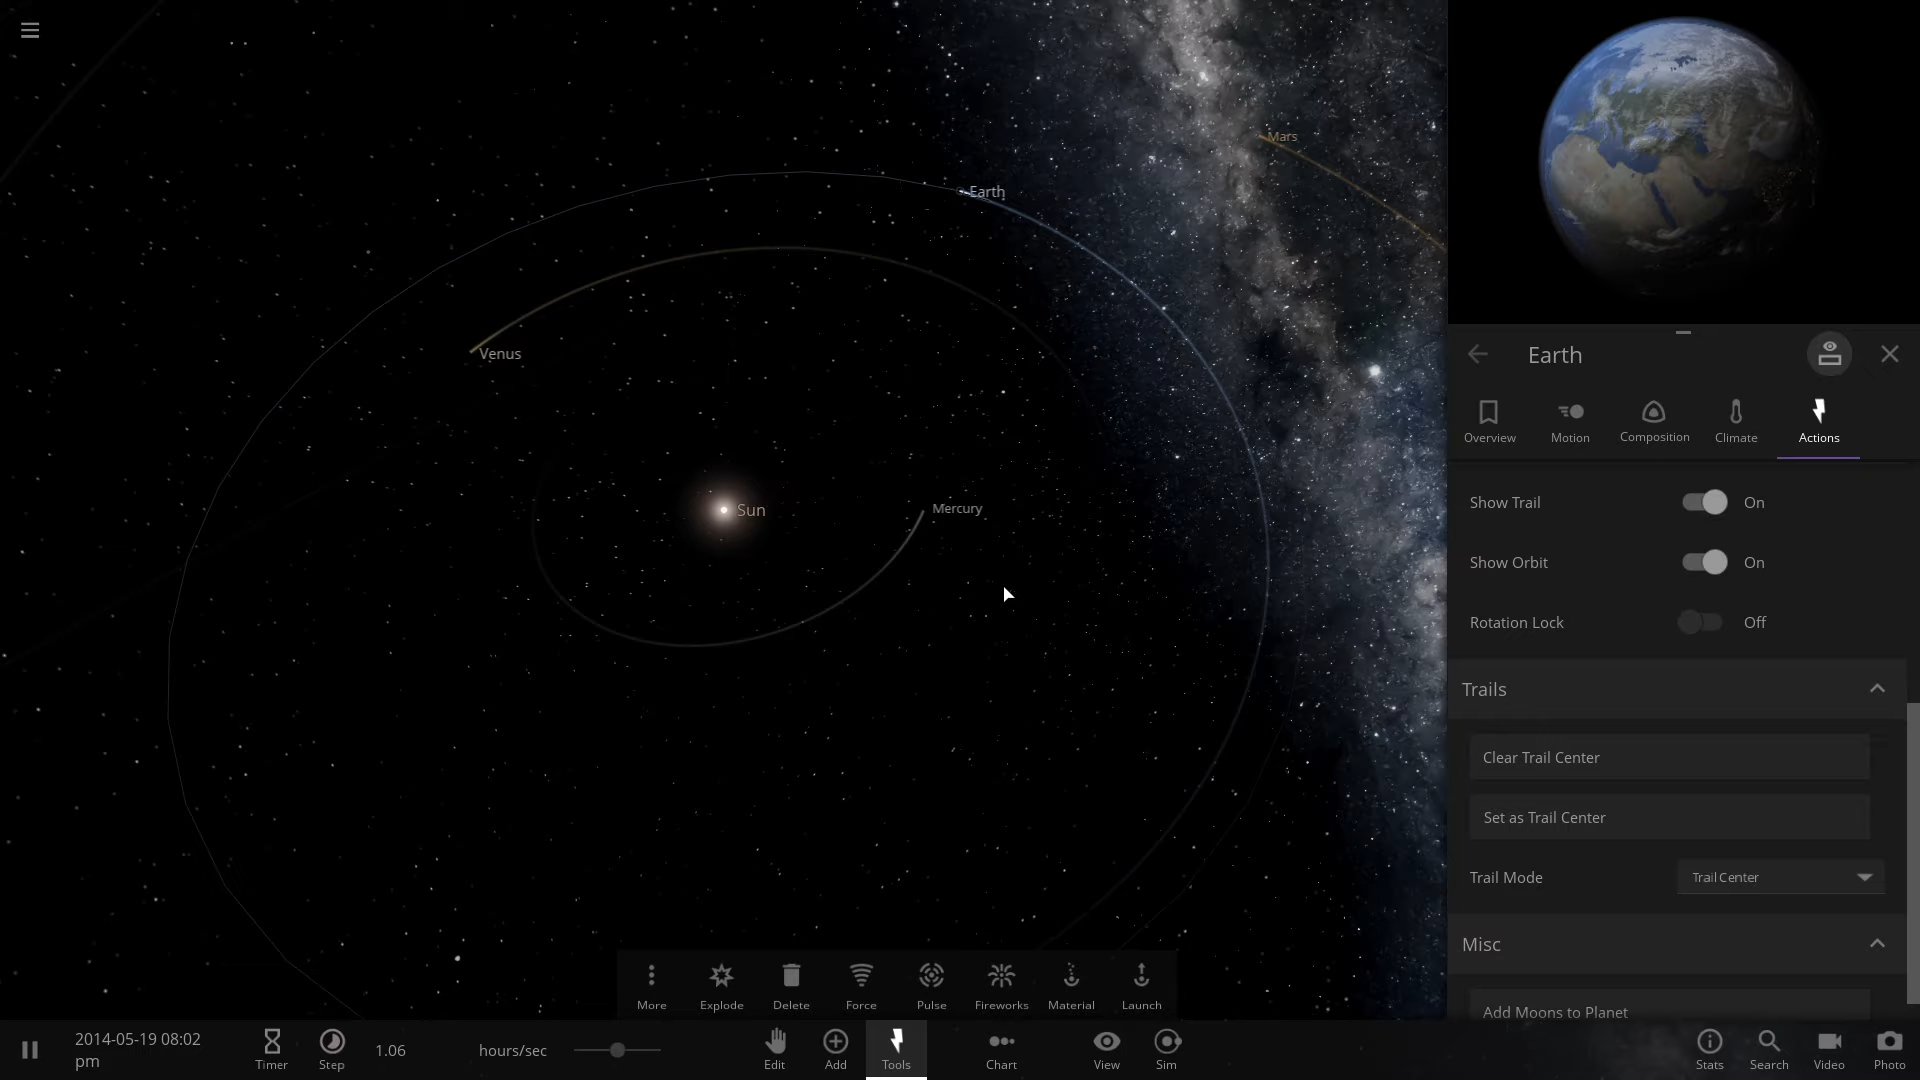 Mars
Earth
Venus
Sun
Mercury
Earth
Overview
Motion
Composition
Climate
Actions
Show Trail
On
Show Orbit
On
Rotation Lock
Off
Trails
Clear Trail Center
Set as Trail Center
Trail Mode
Trail Center
Misc
Add Moons to Planet
More
Explode
Delete
Force
Pulse
Fireworks
Material
Launch
2014-05-19 08:02
pm
Timer
Step
1.06
hours/sec
Edit
Add
Tools
Chart
View
Sim
Stats
Search
Video
Photo